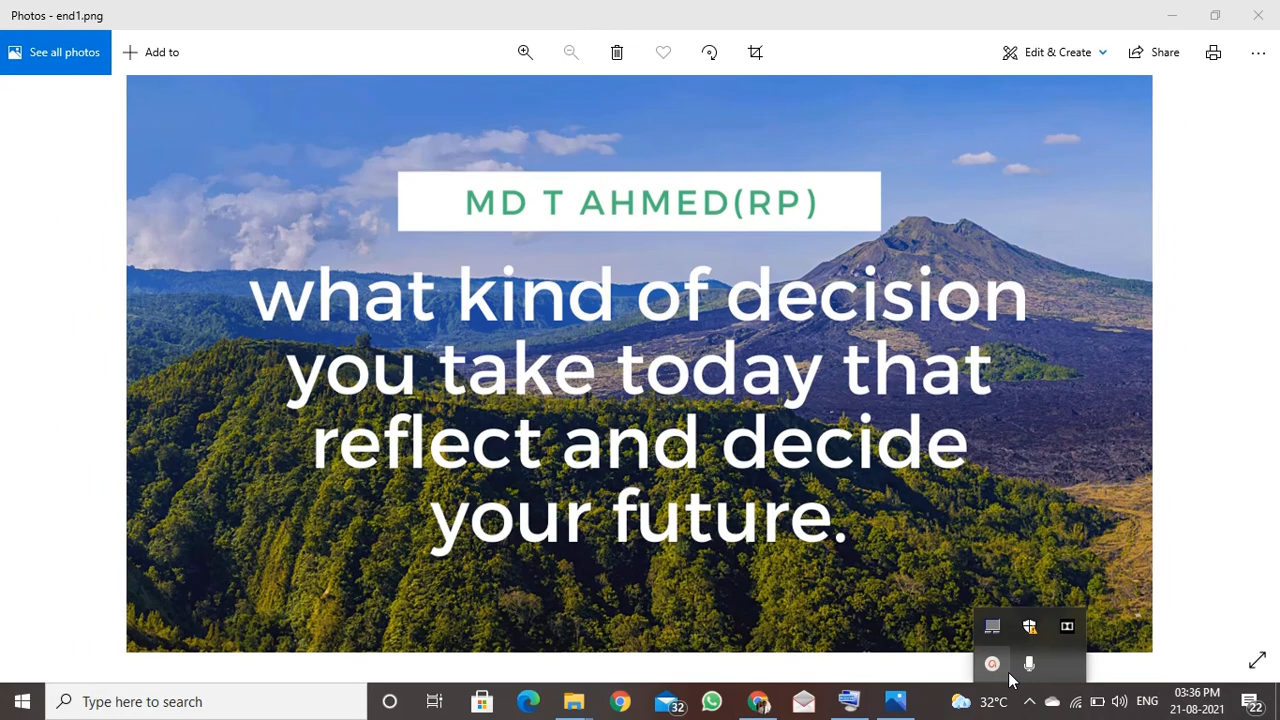 Photos - end1.png
See all photos
Add to
Edit & Create
Share
MD T AHMED(RP)
what kind of decision
you take today that
reflect and decide
your future.
Type here to search
32
32°C
ENG
03:36 PM
21-08-2021
22